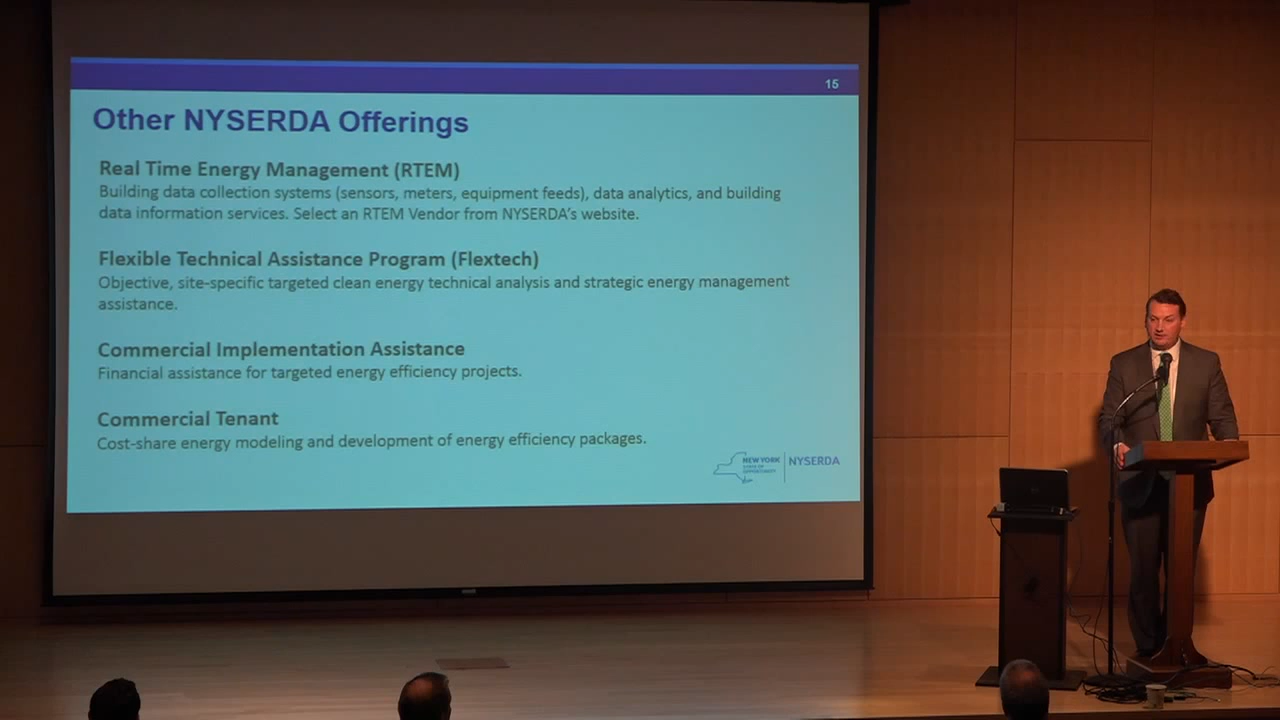 15
Other NYSERDA Offerings
Real Time Energy Management (RTEM)
Building data collection systems (sensors, meters, equipment feeds), data analytics, and building
data information services. Select an RTEM Vendor from NYSERDA's website.
Flexible Technical Assistance Program (Flextech)
Objective, site-specific targeted clean energy technical analysis and strategic energy management
assistance.
Commercial Implementation Assistance
Financial assistance for targeted energy efficiency projects.
Commercial Tenant
Cost-share energy modeling and development of energy efficiency packages.
NEW YORK
STATE OF
OPPORTUNITY
NYSERDA